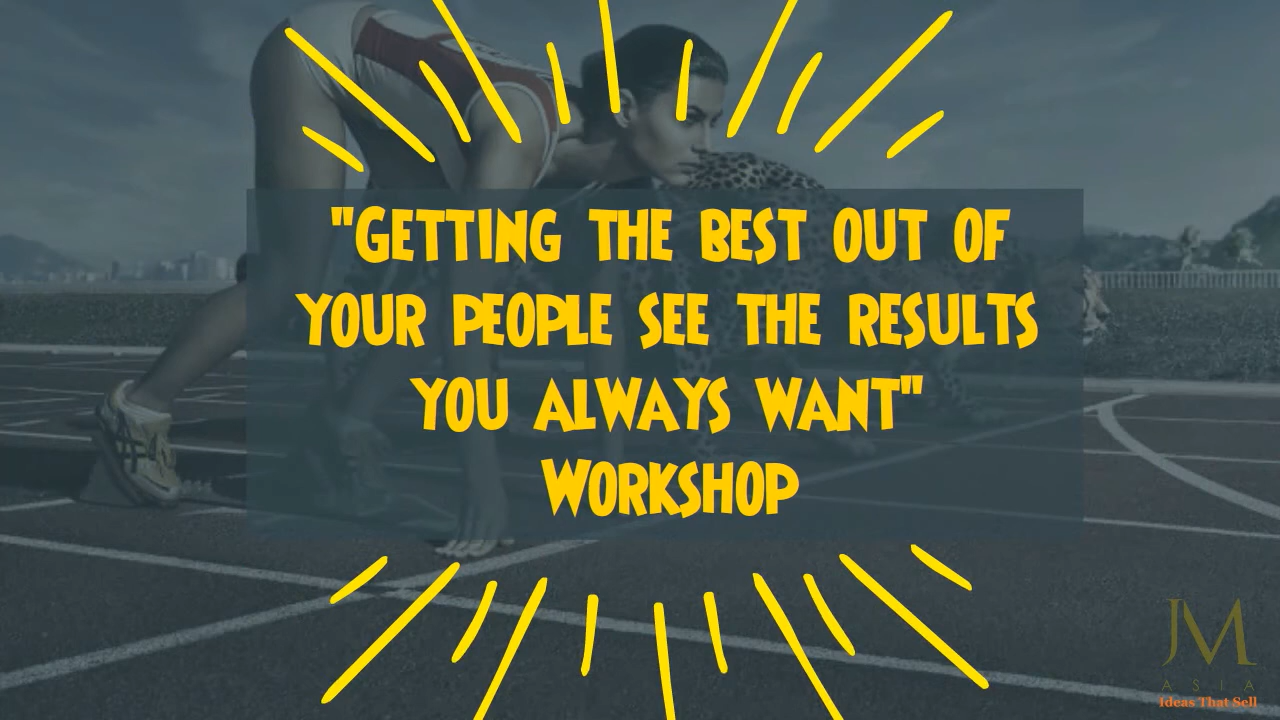 "GETTING THE BEST OUT OF
YOUR PEOPLE SEE THE RESULTS
YOU ALWAYS WANT"
WORKSHOP
JM
ASIA
Ideas That Sell